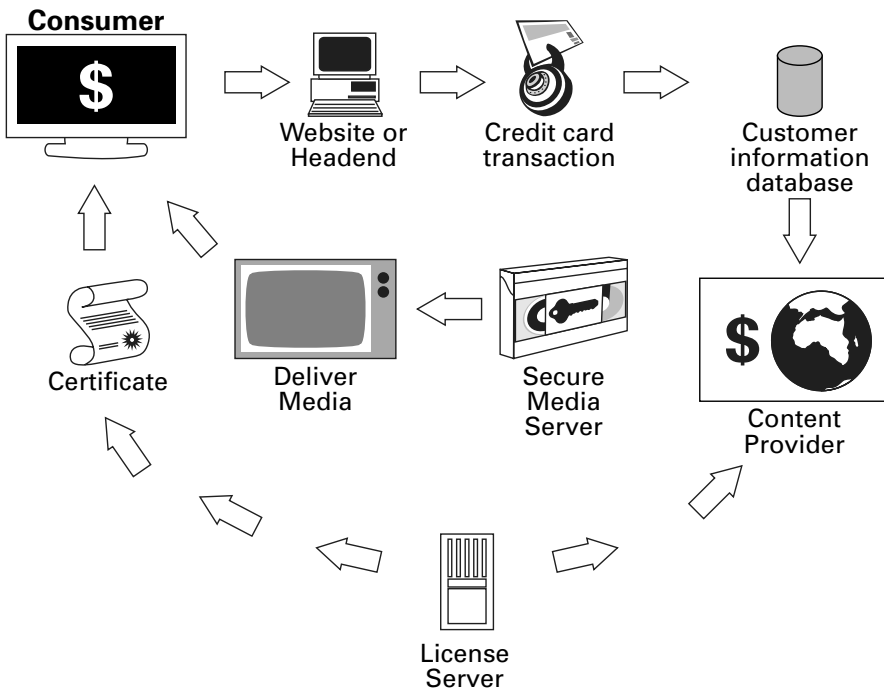 Consumer
$
Website or
Headend
Credit card
transaction
Customer
information
database
Certificate
Deliver
Media
Secure
Media
Server
$
Content
Provider
License
Server